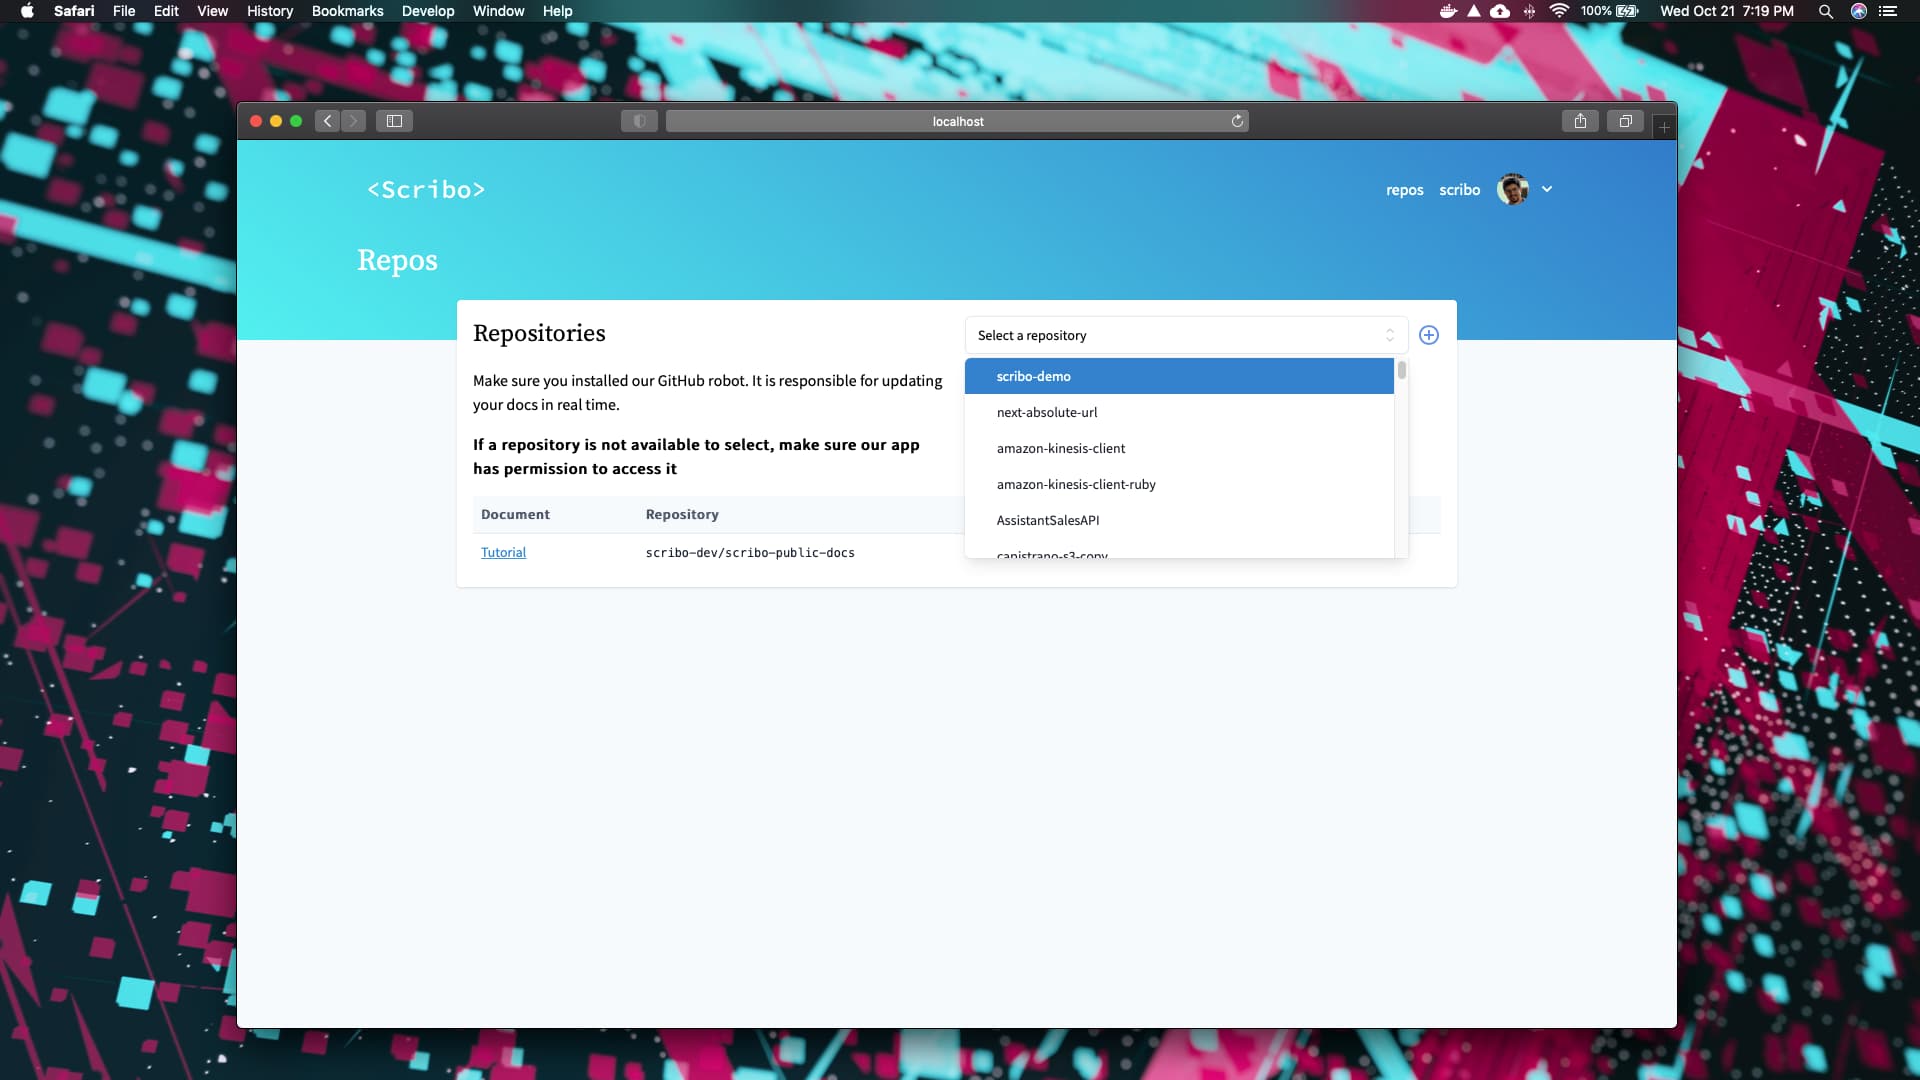 Safari File Edit View History Bookmarks Develop Window Help 100% Wed Oct 21 7:19 PM
localhost
<Scribo> repos scribo
Repos
Repositories
Select a repository
Make sure you installed our GitHub robot. It is responsible for updating
your docs in real time.
If a repository is not available to select, make sure our app
has permission to access it
scribo-demo
next-absolute-url
amazon-kinesis-client
amazon-kinesis-client-ruby
AssistantSalesAPI
capistrano-s3-copy
Document Repository
Tutorial scribo-dev/scribo-public-docs